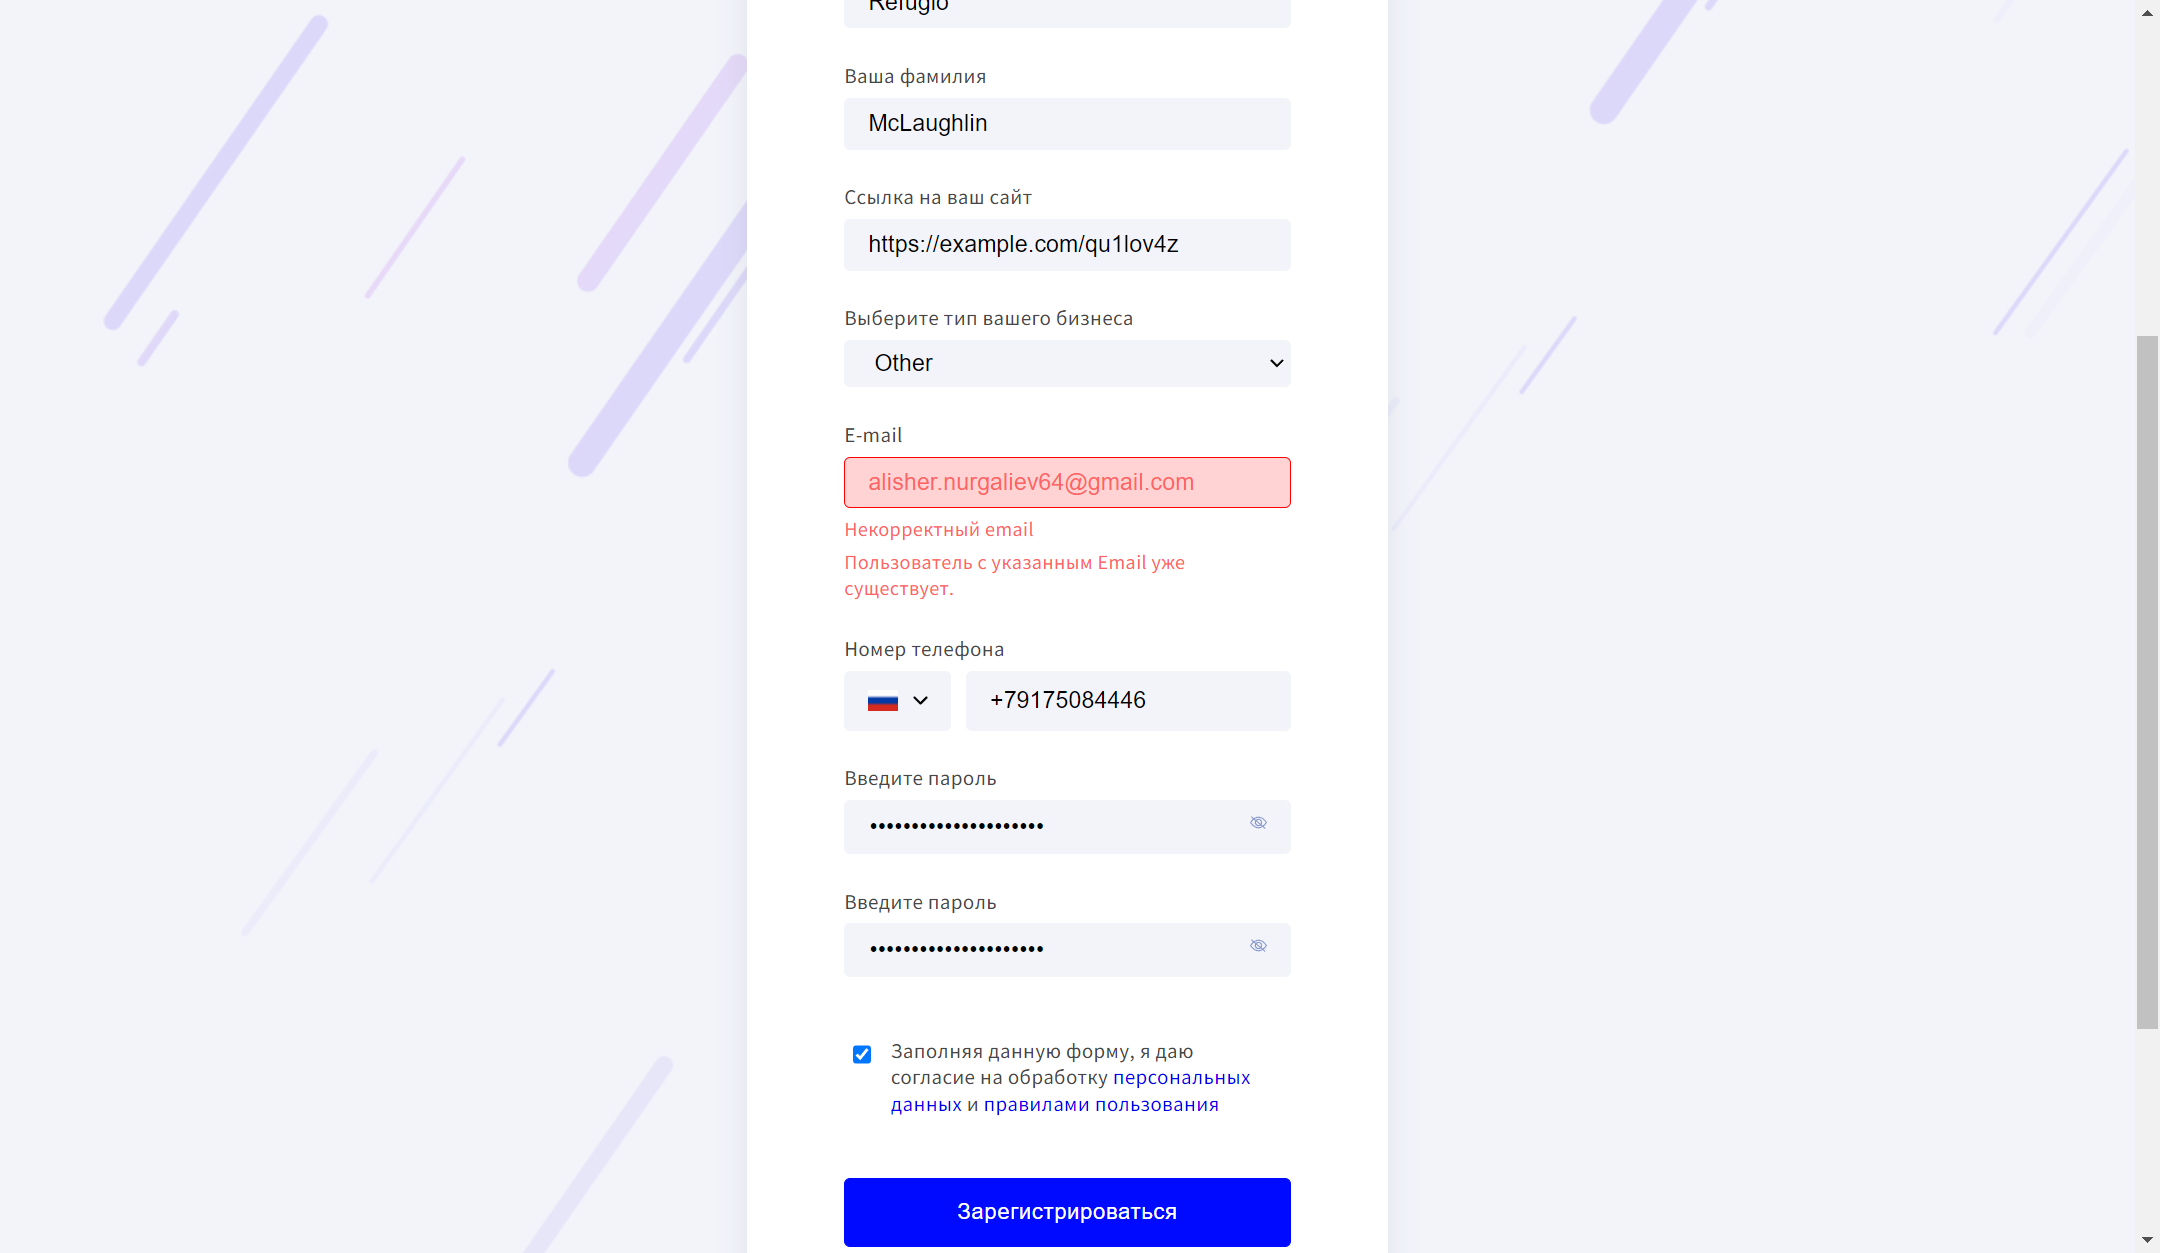 Refugio
Ваша фамилия
McLaughlin
Ссылка на ваш сайт
https://example.com/qu1lov4z
Выберите тип вашего бизнеса
Other
E-mail
alisher.nurgaliev64@gmail.com
Некорректный email
Пользователь с указанным Email уже
существует.
Номер телефона
+79175084446
Введите пароль
•••••••••••••••••••••
Введите пароль
•••••••••••••••••••••
Заполняя данную форму, я даю
согласие на обработку персональных
данных и правилами пользования
Зарегистрироваться